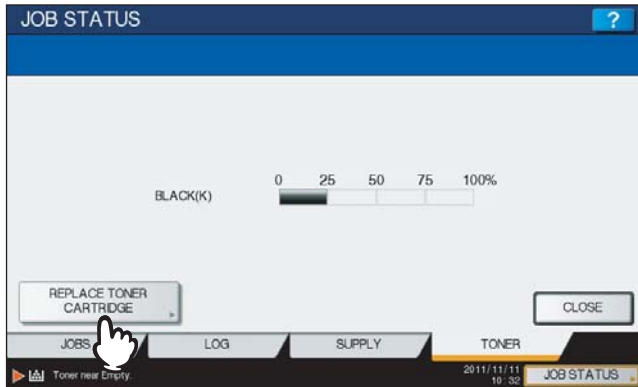 JOB STATUS
?
0 25 50 75 100%
BLACK(K)
REPLACE TONER
CARTRIDGE
CLOSE
JOBS LOG SUPPLY TONER
Toner near Empty.
2011/11/11
10:32
JOB STATUS